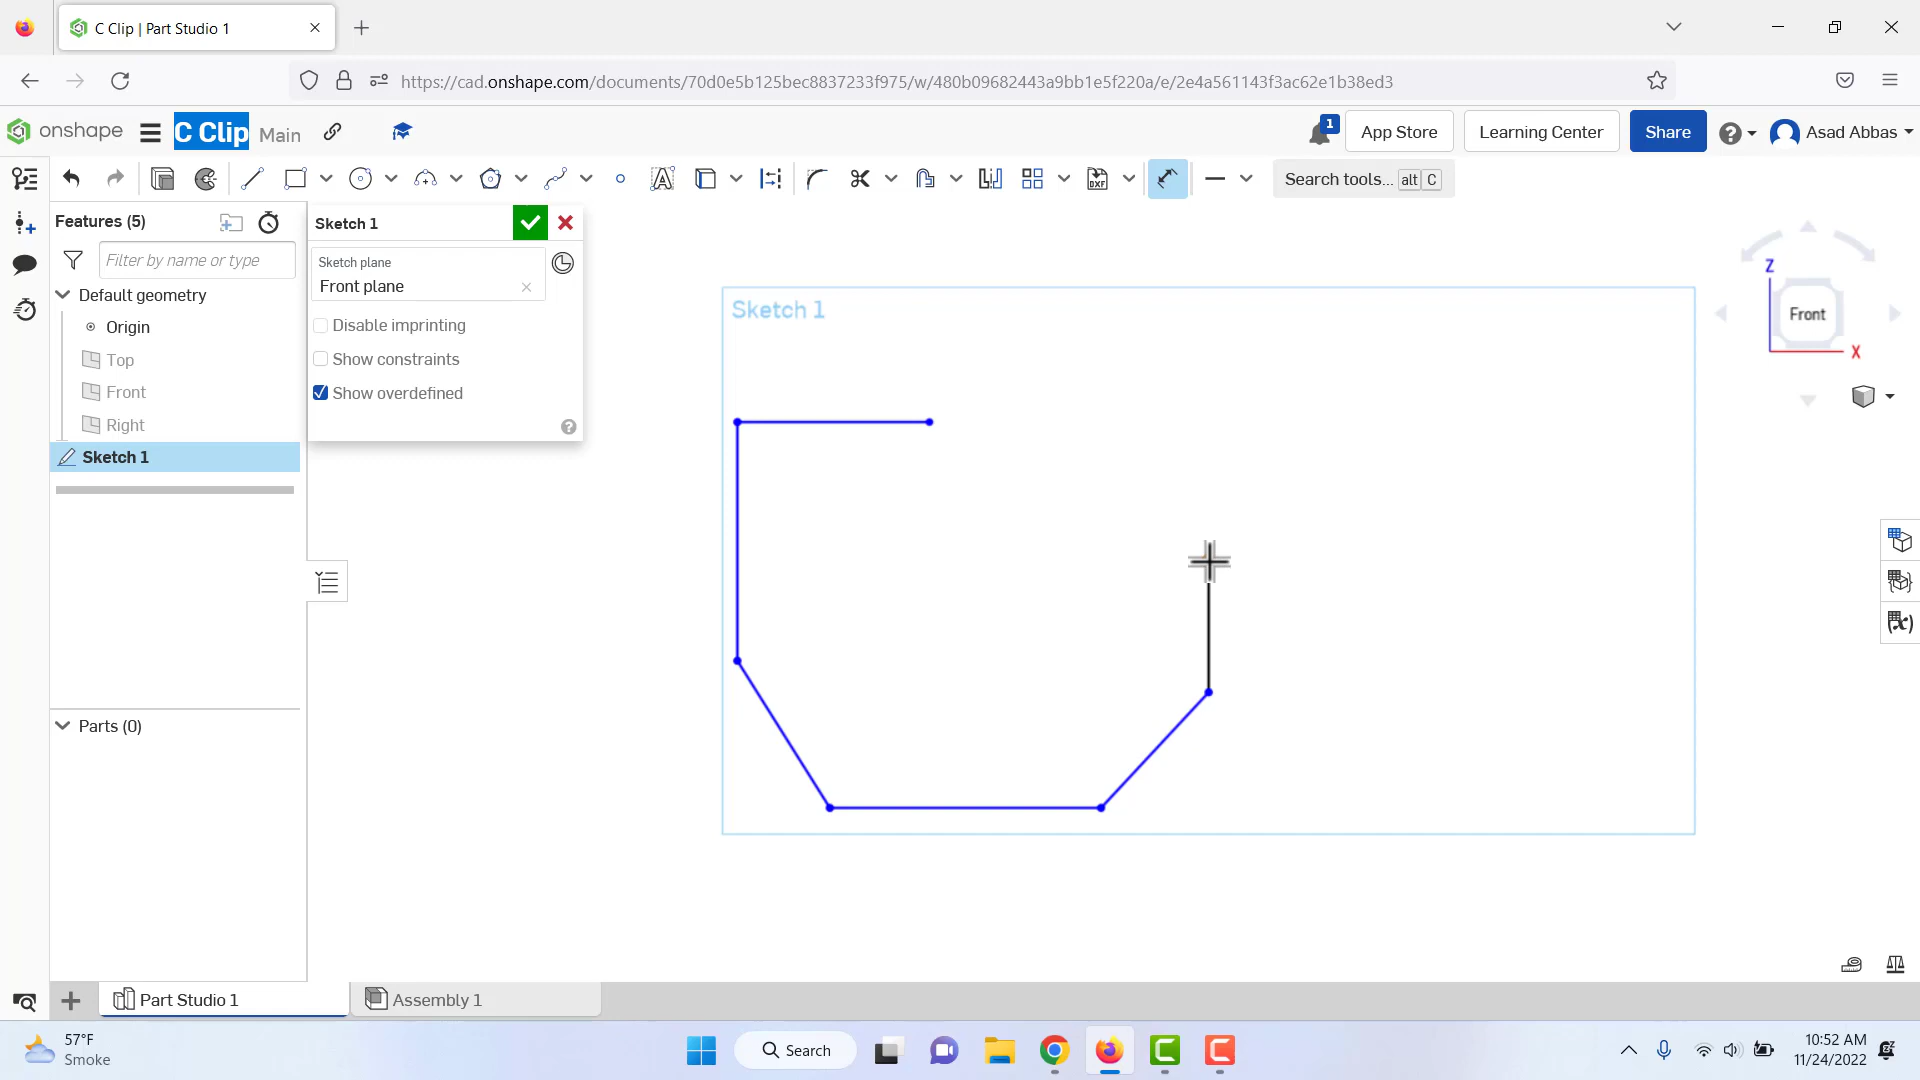 C Clip | Part Studio 1
https://cad.onshape.com/documents/70d0e5b125bec8837233f975/w/480b09682443a9bb1e5f220a/e/2e4a561143f3ac62e1b38ed3
onshape C Clip Main 1 App Store Learning Center Share ? Asad Abbas
DXF Search tools... alt C
Features (5)
Filter by name or type
Default geometry
Origin
Top
Front
Right
Sketch 1
Parts (0)
Sketch 1
Sketch plane
Front plane
Disable imprinting
Show constraints
Show overdefined
?
Sketch 1
Z
Front
X
(x)
Part Studio 1 Assembly 1
57°F
Smoke
Search
10:52 AM
11/24/2022